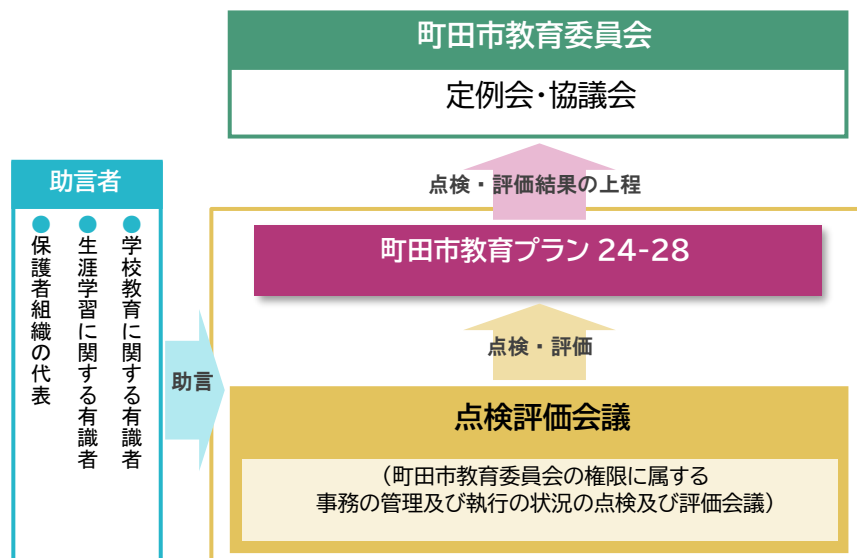 町田市教育委員会
定例会・協議会
点検・評価結果の上程
助言者
● 学校教育に関する有識者
● 生涯学習に関する有識者
● 保護者組織の代表
助言
町田市教育プラン 24-28
点検・評価
点検評価会議
（町田市教育委員会の権限に属する
事務の管理及び執行の状況の点検及び評価会議）